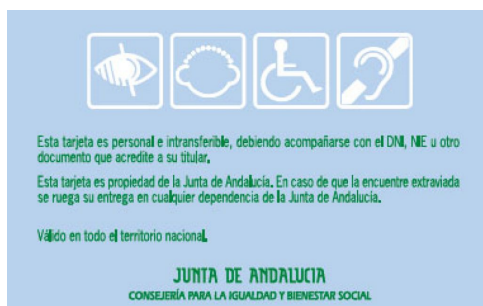 Esta tarjeta es personal e intransferible, debiendo acompañarse con el DNI, NIE u otro
documento que acredite a su titular.
Esta tarjeta es propiedad de la Junta de Andalucía. En caso de que la encuentre extraviada
se ruega su entrega en cualquier dependencia de la Junta de Andalucía.
Válido en todo el territorio nacional.
JUNTA DE ANDALUCIA
CONSEJERÍA PARA LA IGUALDAD Y BIENESTAR SOCIAL